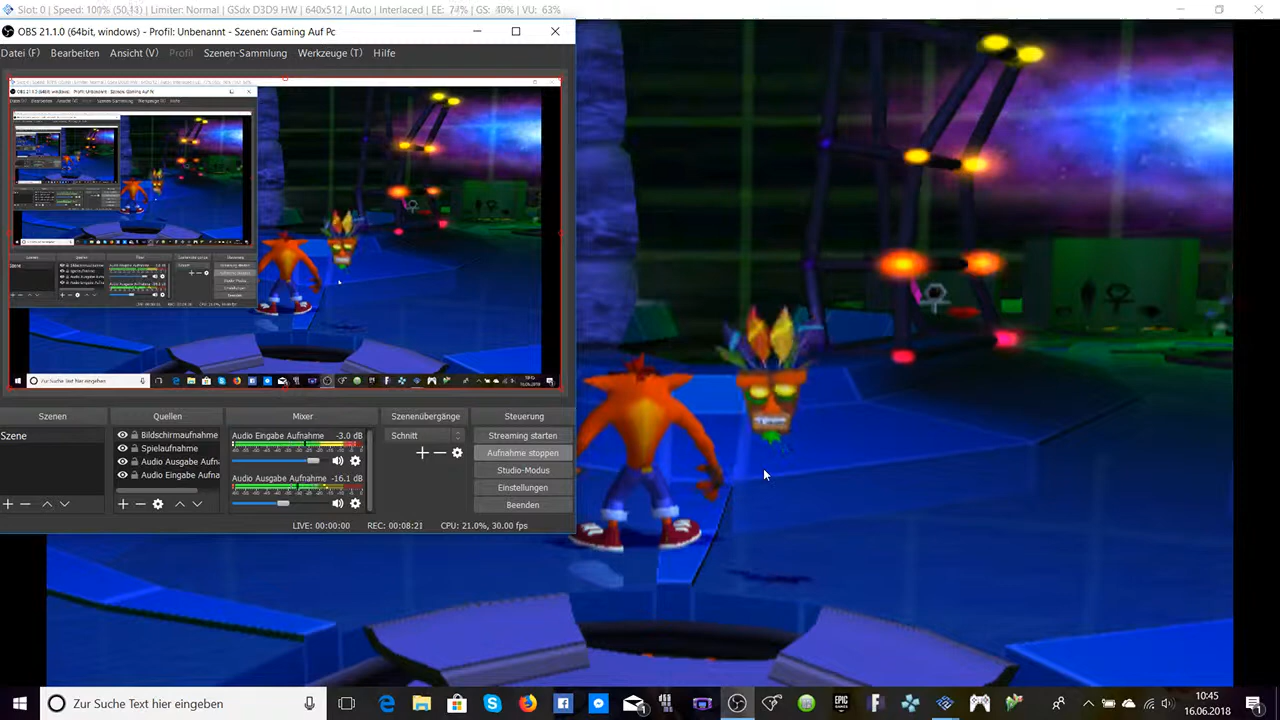 Slot: 0 | Speed: 100% (50,41) | Limiter: Normal | GSdx D3D9 HW | 640x512 | Auto | Interlaced | EE: 74% | GS: 40% | VU: 63%
OBS 21.1.0 (64bit, windows) - Profil: Unbenannt - Szenen: Gaming Auf Pc
Datei (F) Bearbeiten Ansicht (V) Profil Szenen-Sammlung Werkzeuge (T) Hilfe
Szenen Quellen Mixer Szenenübergänge Steuerung
Szene
Bildschirmaufnahme
Spielaufnahme
Audio Ausgabe Aufn
Audio Eingabe Aufna
Audio Eingabe Aufnahme -3.0 dB
Audio Ausgabe Aufnahme -16.1 dB
Schnitt
Streaming starten
Aufnahme stoppen
Studio-Modus
Einstellungen
Beenden
LIVE: 00:00:00 REC: 00:08:21 CPU: 21.0%, 30.00 fps
Zur Suche Text hier eingeben
EPIC GAMES
10:45
16.06.2018